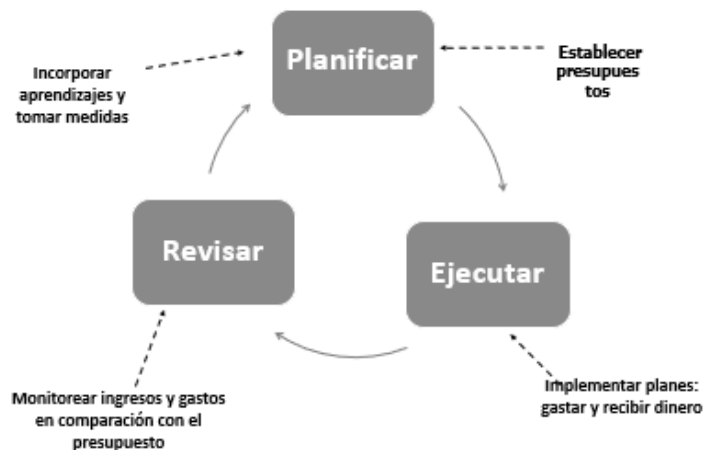 Planificar
Incorporar
aprendizajes y
tomar medidas
Establecer
presupues
tos
Revisar
Ejecutar
Monitorear ingresos y gastos
en comparación con el
presupuesto
Implementar planes:
gastar y recibir dinero